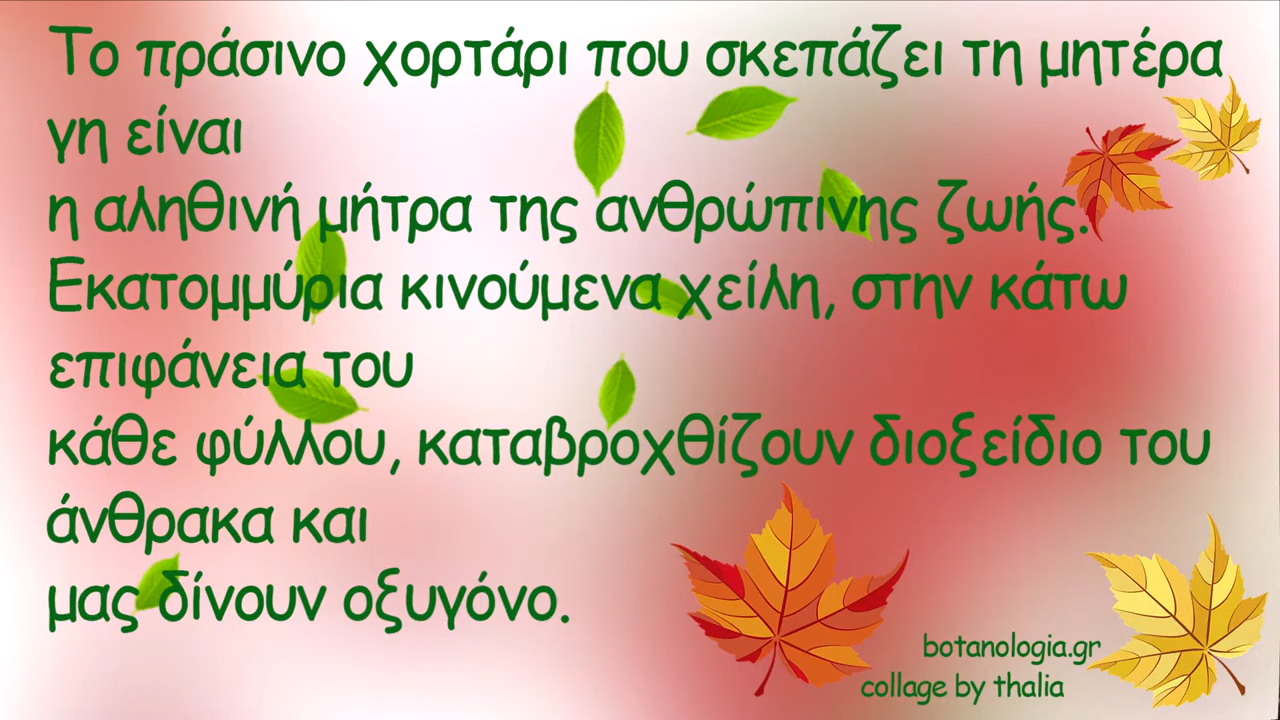 Το πράσινο χορτάρι που σκεπάζει τη μητέρα
γη είναι
η αληθινή μήτρα της ανθρώπινης ζωής.
Εκατομμύρια κινούμενα χείλη, στην κάτω
επιφάνεια του
κάθε φύλλου, καταβροχθίζουν διοξείδιο του
άνθρακα και
μας δίνουν οξυγόνο.
botanologia.gr
collage by thalia